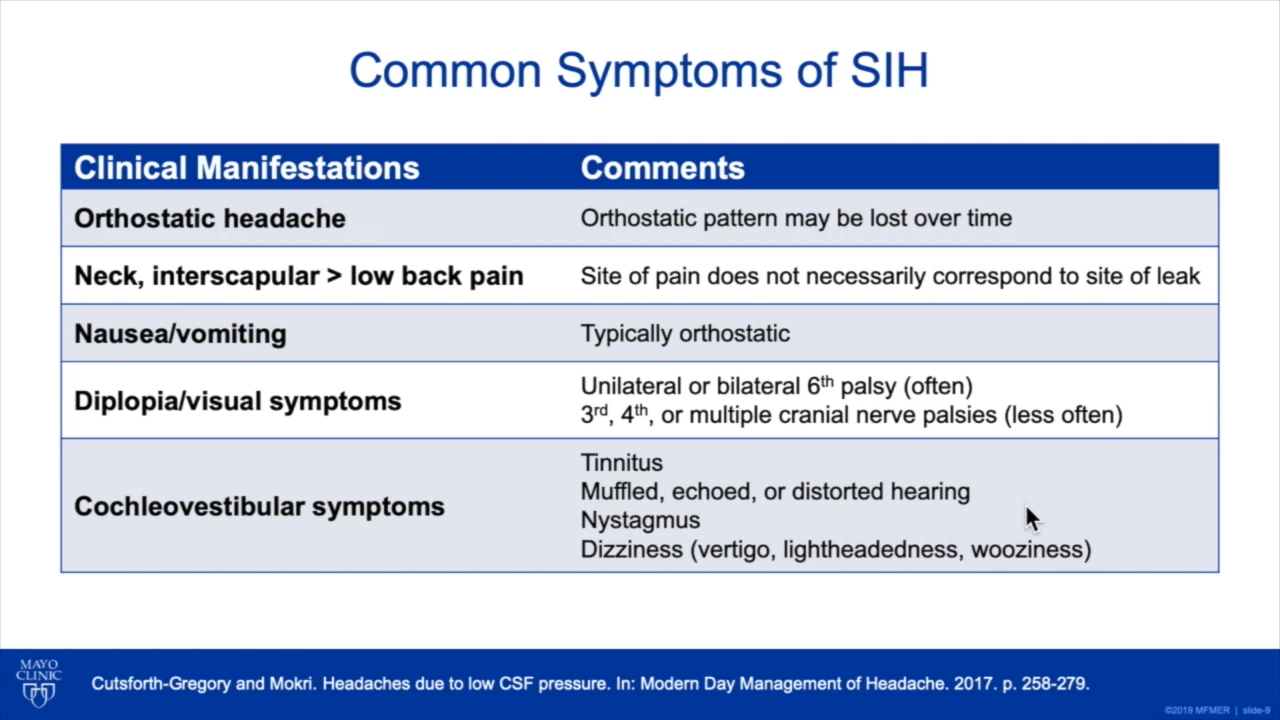 Common Symptoms of SIH
Clinical Manifestations
Comments
Orthostatic headache
Orthostatic pattern may be lost over time
Neck, interscapular > low back pain
Site of pain does not necessarily correspond to site of leak
Nausea/vomiting
Typically orthostatic
Diplopia/visual symptoms
Unilateral or bilateral 6th palsy (often)
3rd, 4th, or multiple cranial nerve palsies (less often)
Cochleovestibular symptoms
Tinnitus
Muffled, echoed, or distorted hearing
Nystagmus
Dizziness (vertigo, lightheadedness, wooziness)
MAYO
CLINIC
Cutsforth-Gregory and Mokri. Headaches due to low CSF pressure. In: Modern Day Management of Headache. 2017. p. 258-279.
©2019 MFMER | slide-9